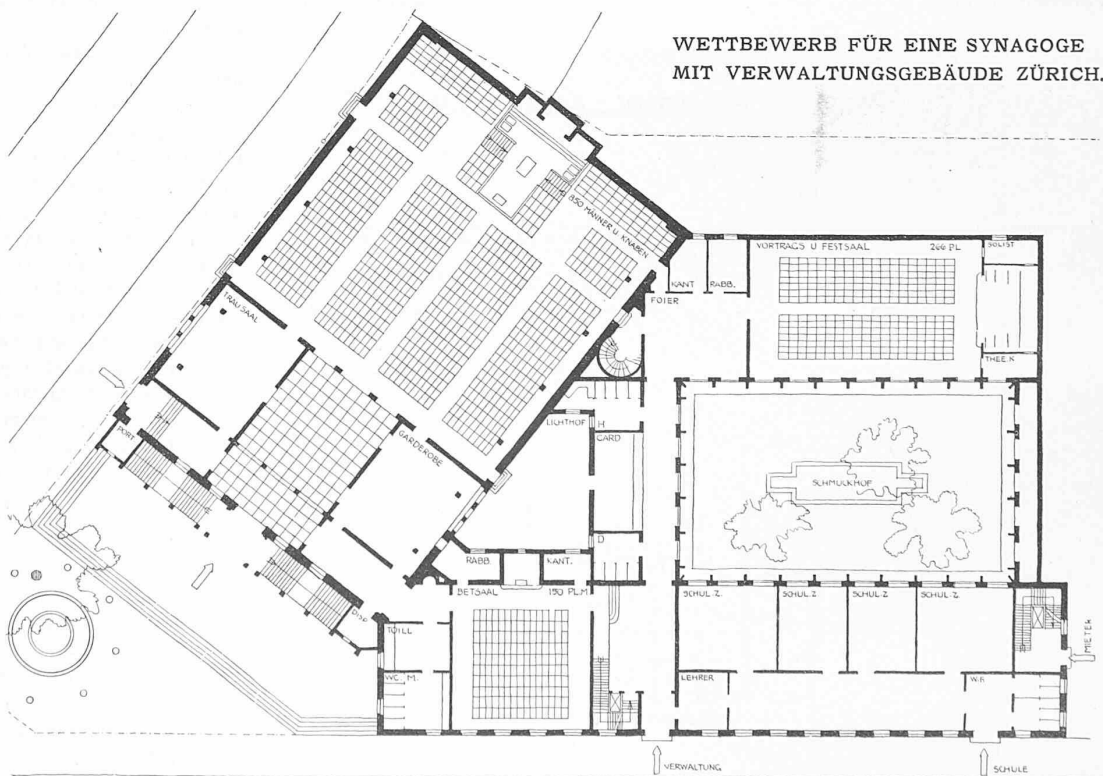 WETTBEWERB FÜR EINE SYNAGOGE
MIT VERWALTUNGSGEBÄUDE ZÜRICH.
850 MÄNNER U. KNABEN
VORTRAGS U FESTSAAL 266 PL.
SOLIST
KANT
RABB.
FOIER
TRAUSAAL
THEE.K
LICHTHOF
H
CARD
GARDEROBE
PORT
SCHMUCKHOF
D
RABB.
KANT.
BETSAAL 150 PL.M
SCHUL-Z.
SCHUL-Z
SCHUL-Z
SCHUL-Z.
DISP
TOILL
MIETER
WC. M.
LEHRER
VERWALTUNG
SCHULE